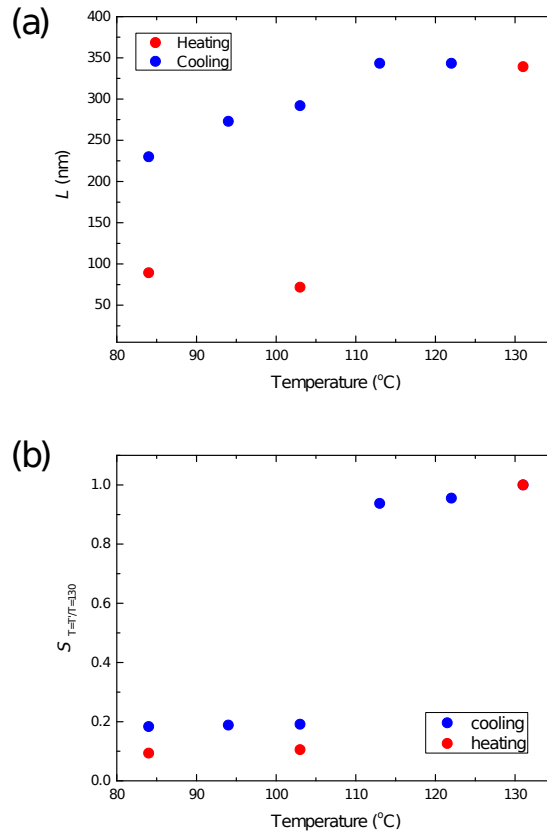 (a)
Heating
Cooling
400
350
300
250
200
150
100
50
L (nm)
80 90 100 110 120 130
Temperature (°C)
(b)
1.0
0.8
0.6
0.4
0.2
0.0
S T=T'/T=130
cooling
heating
80 90 100 110 120 130
Temperature (°C)